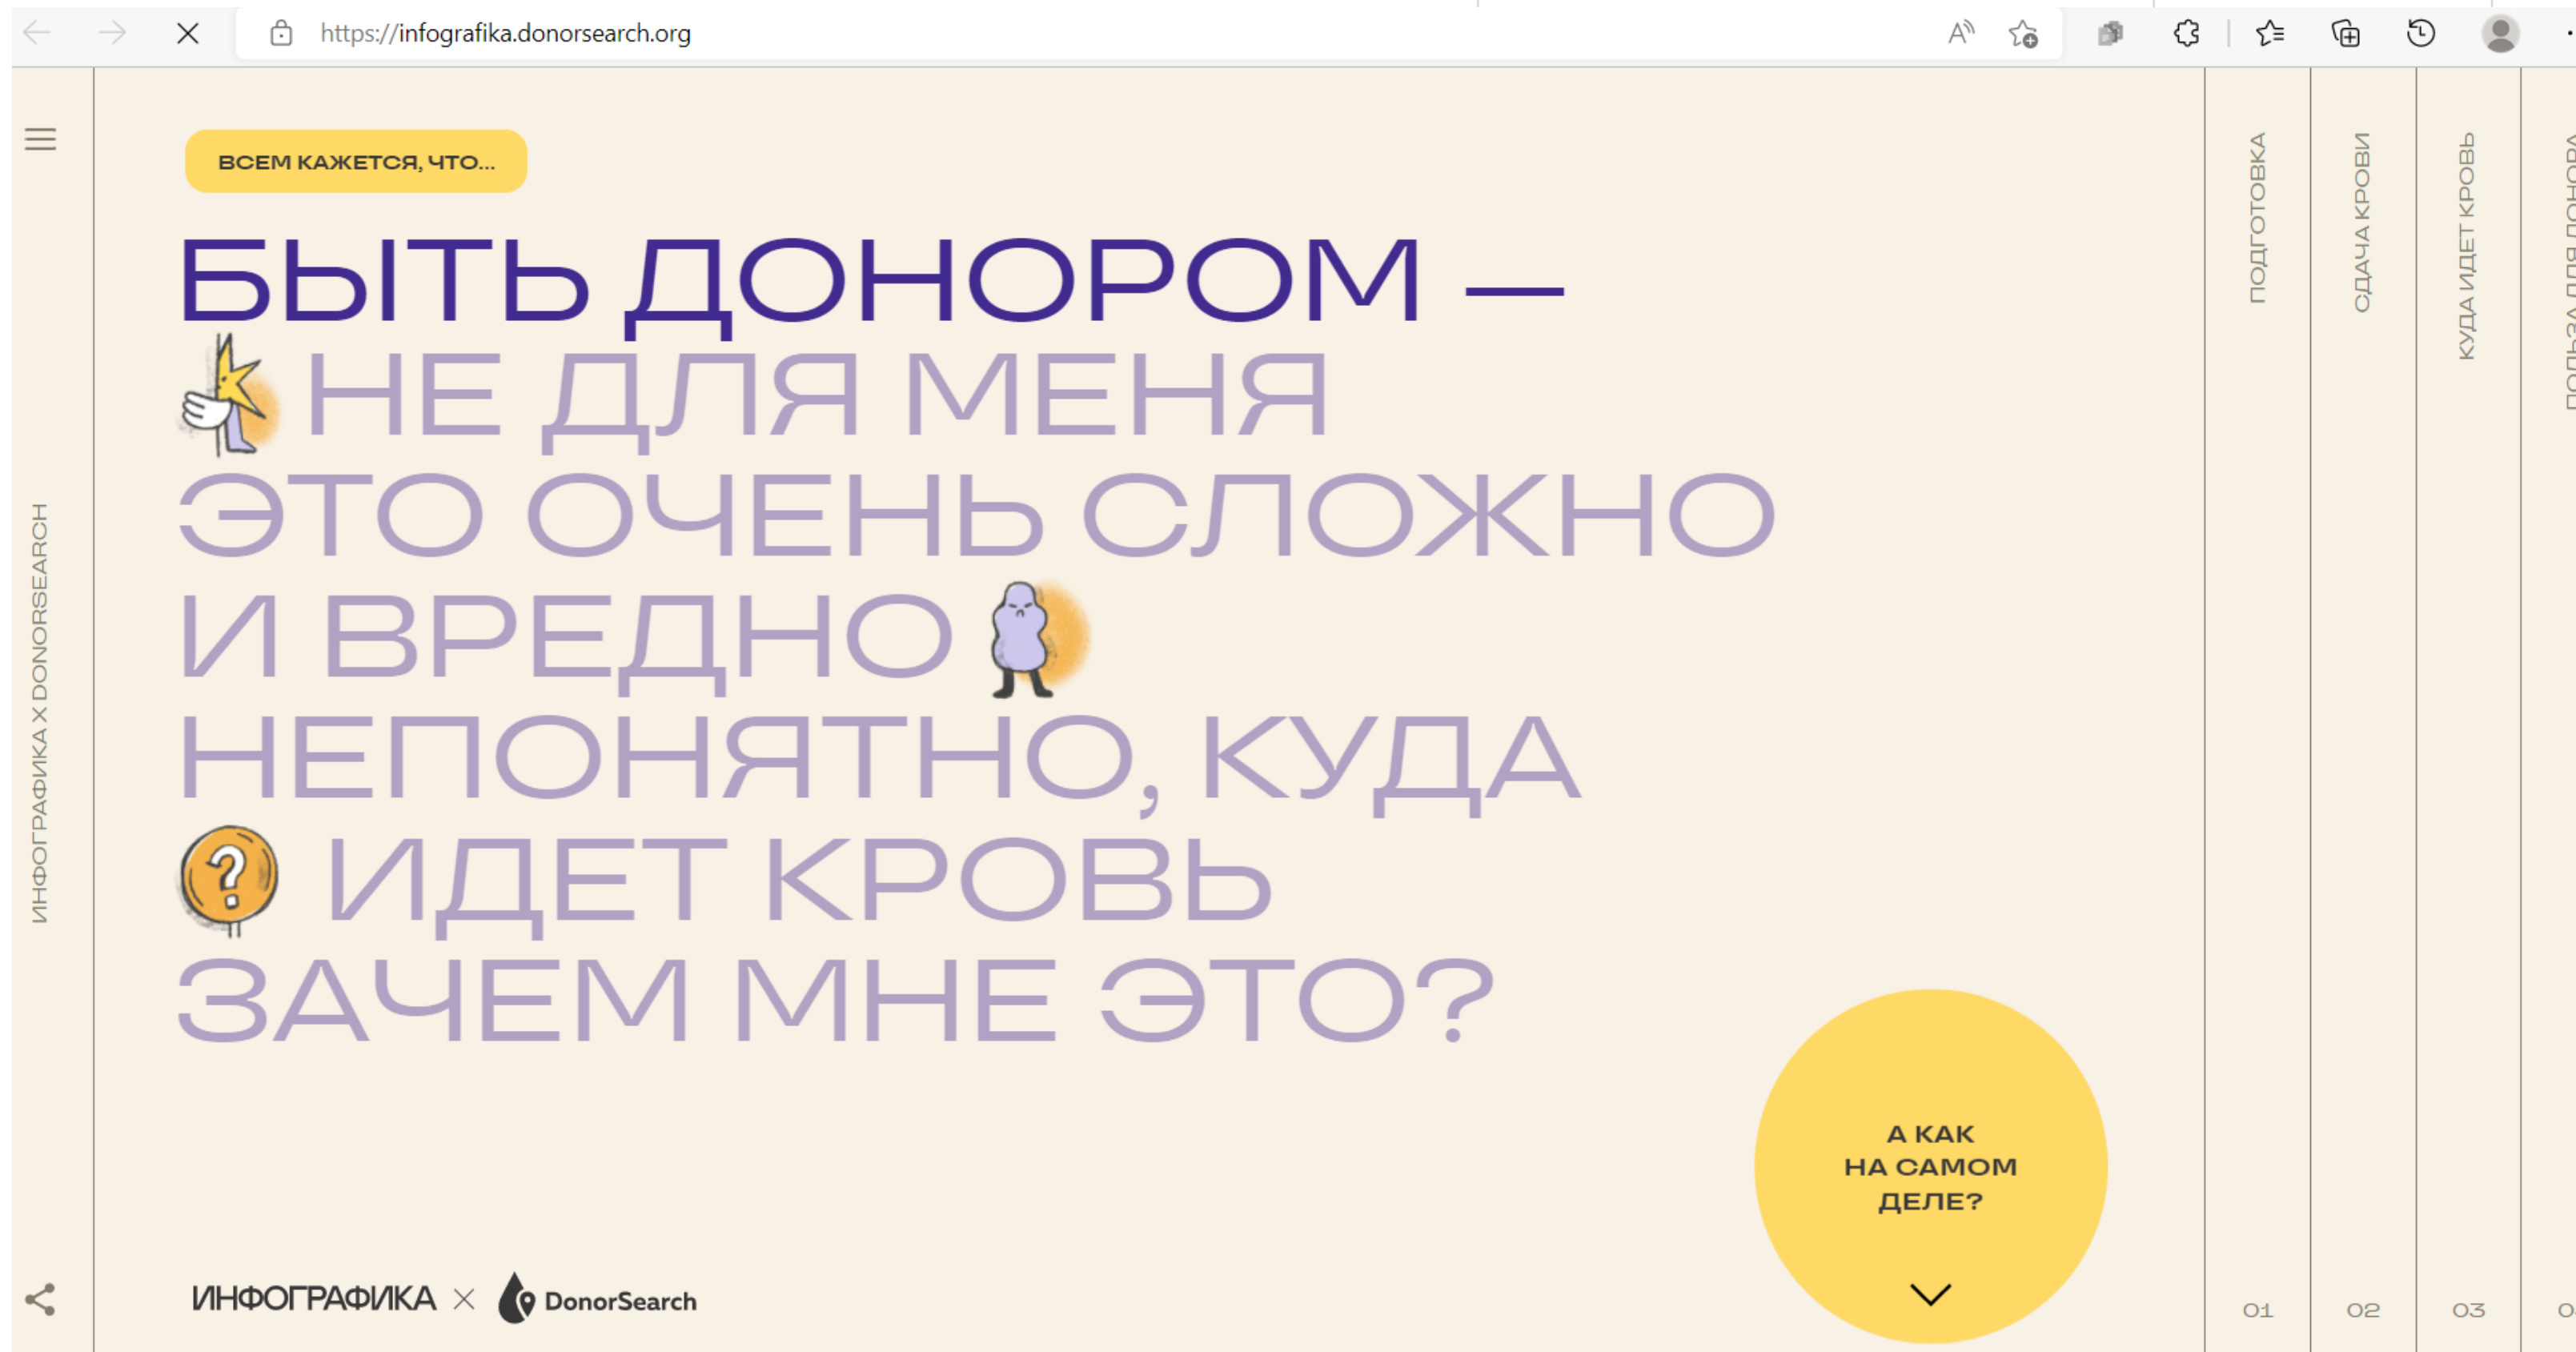 https://infografika.donorsearch.org
ВСЕМ КАЖЕТСЯ, ЧТО...
БЫТЬ ДОНОРОМ —
НЕ ДЛЯ МЕНЯ
ЭТО ОЧЕНЬ СЛОЖНО
И ВРЕДНО
НЕПОНЯТНО, КУДА
? ИДЕТ КРОВЬ
ЗАЧЕМ МНЕ ЭТО?
А КАК
НА САМОМ
ДЕЛЕ?
ИНФОГРАФИКА × DonorSearch
ИНФОГРАФИКА X DONORSEARCH
ПОДГОТОВКА
01
СДАЧА КРОВИ
02
КУДА ИДЕТ КРОВЬ
03